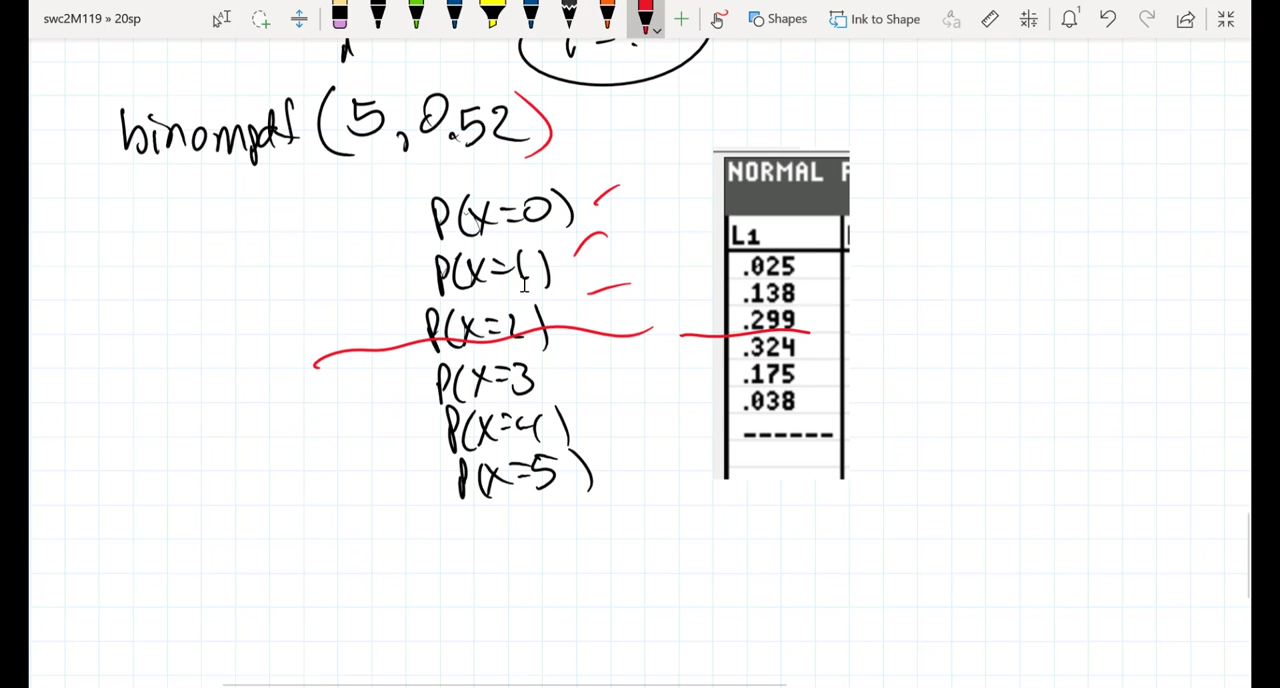 swc2M119 » 20sp
Shapes
Ink to Shape
binompdf (5, 0.52)
P(x=0)
P(x=1)
P(x=2)
P(x=3
P(x=4)
P(x=5)
NORMAL
L1
.025
.138
.299
.324
.175
.038
------